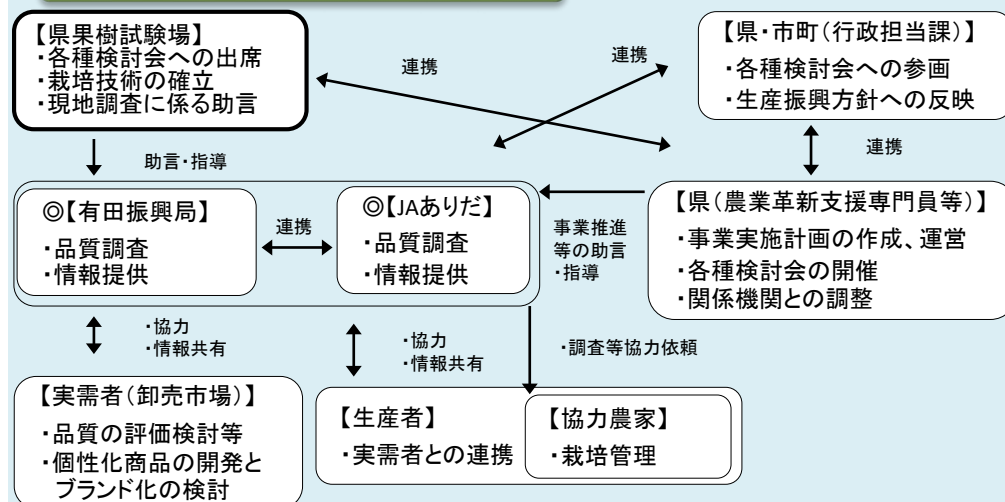 【県果樹試験場】
・各種検討会への出席
・栽培技術の確立
・現地調査に係る助言
連携
連携
【県・市町(行政担当課)】
・各種検討会への参画
・生産振興方針への反映
助言・指導
連携
◎【有田振興局】
・品質調査
・情報提供
連携
◎【JAありだ】
・品質調査
・情報提供
事業推進
等の助言
・指導
【県(農業革新支援専門員等)】
・事業実施計画の作成、運営
・各種検討会の開催
・関係機関との調整
・協力
・情報共有
・協力
・情報共有
・調査等協力依頼
【実需者(卸売市場)】
・品質の評価検討等
・個性化商品の開発と
ブランド化の検討
【生産者】
・実需者との連携
【協力農家】
・栽培管理